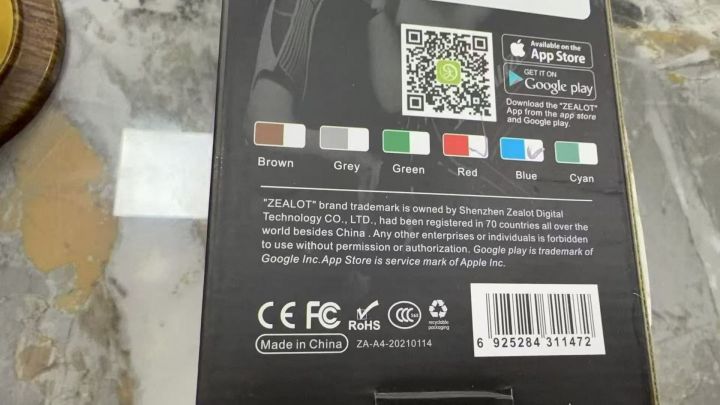 Available on the
App Store
GET IT ON
Google play
Download the "ZEALOT"
App from the app store
and Google play.
Brown
Grey
Green
Red
Blue
Cyan
"ZEALOT" brand trademark is owned by Shenzhen Zealot Digital
Technology CO., LTD., had been registered in 70 countries all over the
world besides China . Any other enterprises or individuals is forbidden
to use without permission or authorization. Google play is trademark of
Google Inc.App Store is service mark of Apple Inc.
CE FC RoHS CCC recyclable
packaging
Made in China ZA-A4-20210114
6 925284 311472